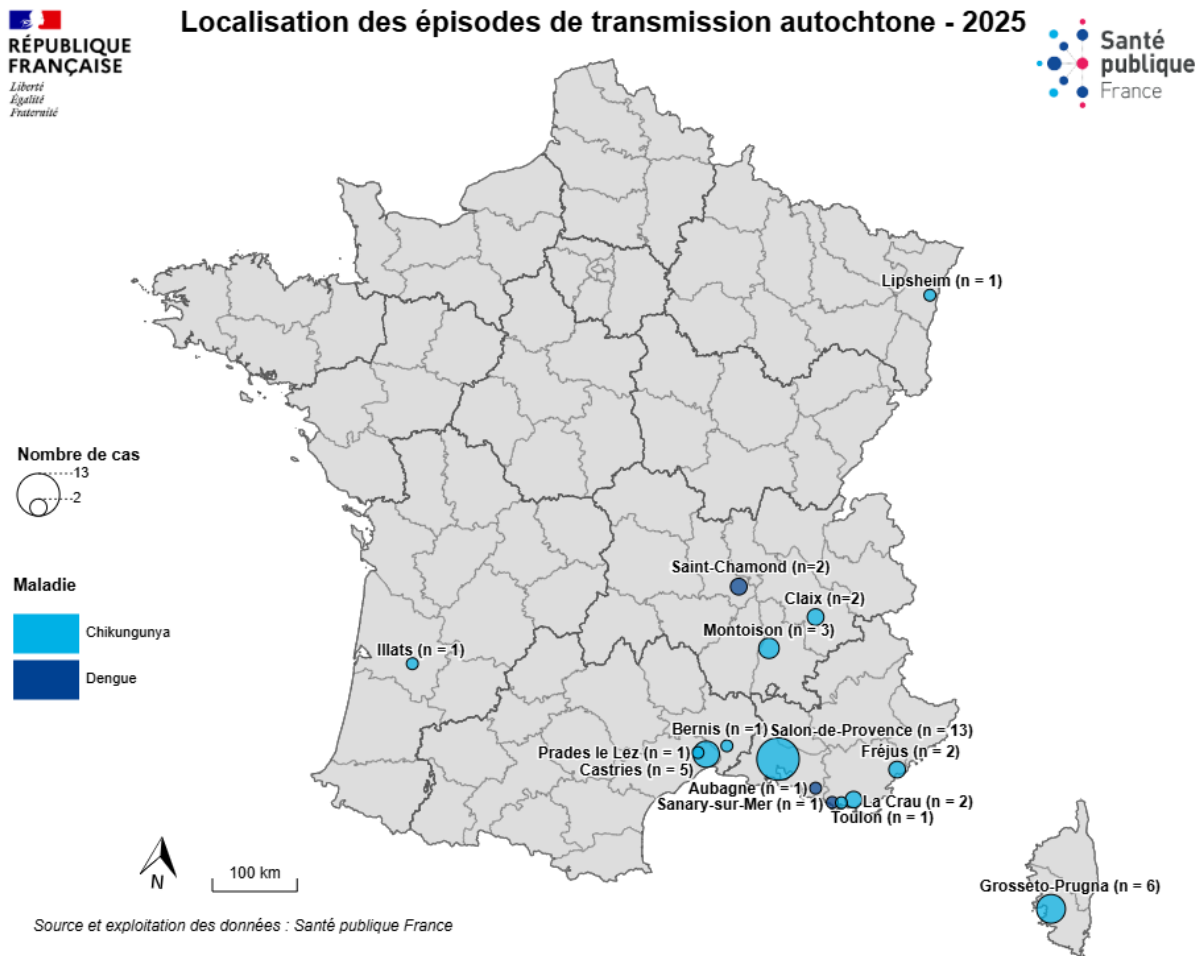 Localisation des épisodes de transmission autochtone - 2025
RÉPUBLIQUE
FRANÇAISE
Liberté
Égalité
Fraternité
Santé
publique
France
Lipsheim (n = 1)
Nombre de cas
13
2
Saint-Chamond (n=2)
Claix (n=2)
Maladie
Montoison (n = 3)
Chikungunya
Illats (n = 1)
Dengue
Bernis (n =1)
Salon-de-Provence (n = 13)
Prades le Lez (n = 1)
Fréjus (n = 2)
Castries (n = 5)
Aubagne (n = 1)
Sanary-sur-Mer (n = 1)
La Crau (n = 2)
Toulon (n = 1)
N
100 km
Grosseto-Prugna (n = 6)
Source et exploitation des données : Santé publique France